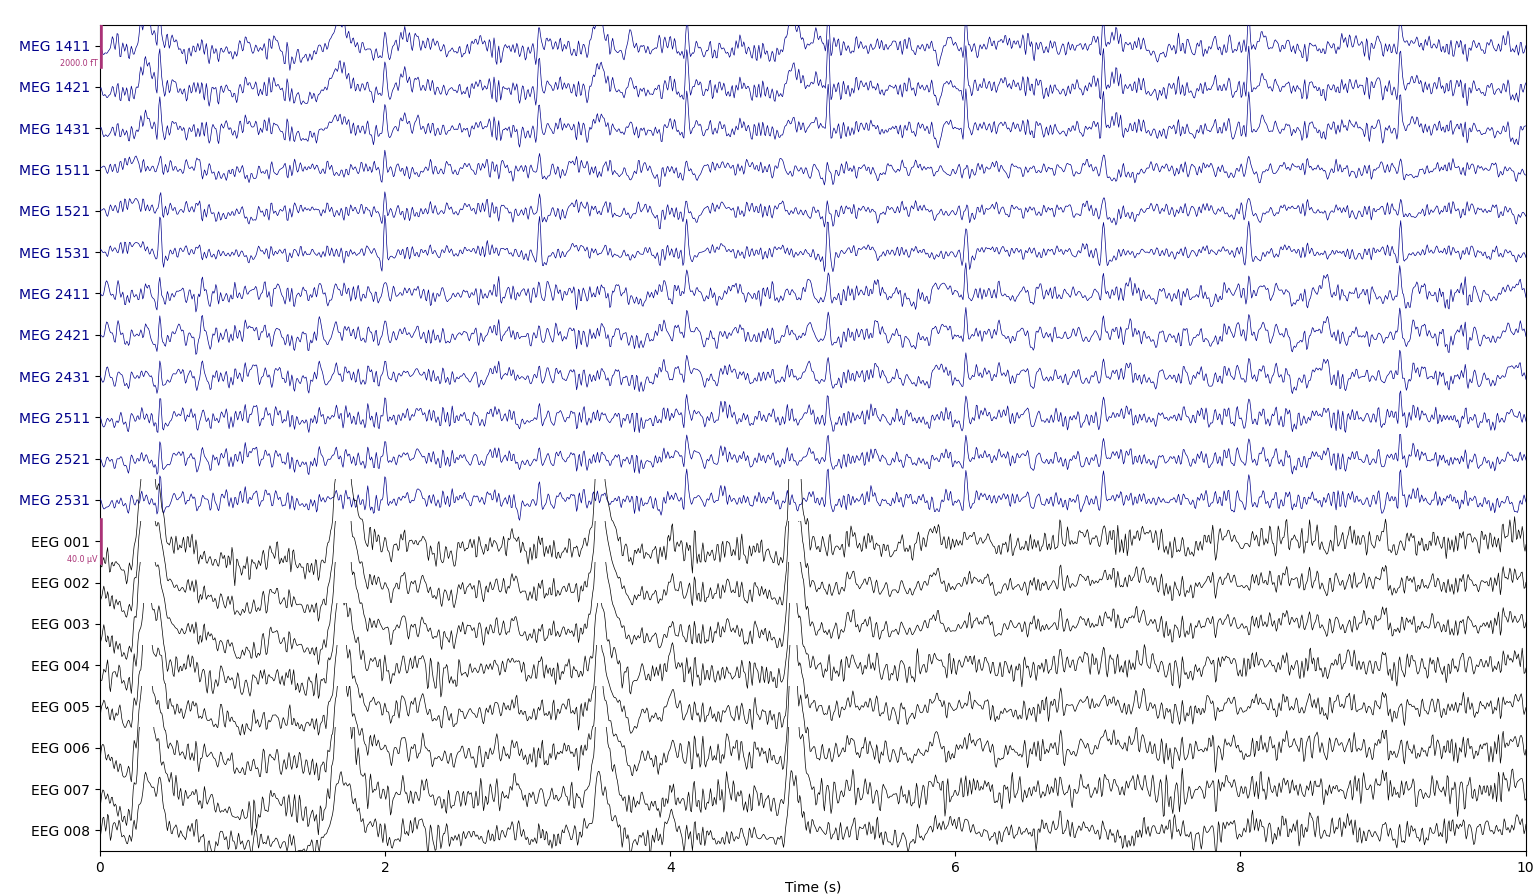 MEG 1411
2000.0 fT
MEG 1421
MEG 1431
MEG 1511
MEG 1521
MEG 1531
MEG 2411
MEG 2421
MEG 2431
MEG 2511
MEG 2521
MEG 2531
EEG 001
40.0 µV
EEG 002
EEG 003
EEG 004
EEG 005
EEG 006
EEG 007
EEG 008
0 2 4 6 8 10
Time (s)